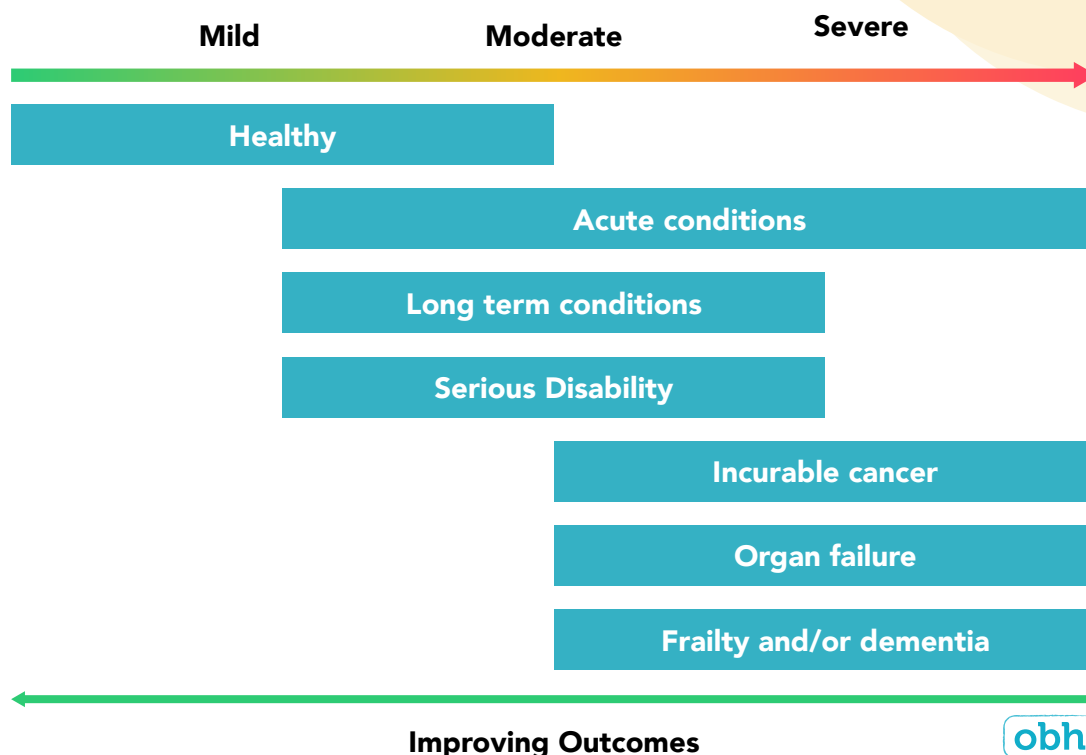 Mild Moderate Severe
Healthy
Acute conditions
Long term conditions
Serious Disability
Incurable cancer
Organ failure
Frailty and/or dementia
Improving Outcomes
obh